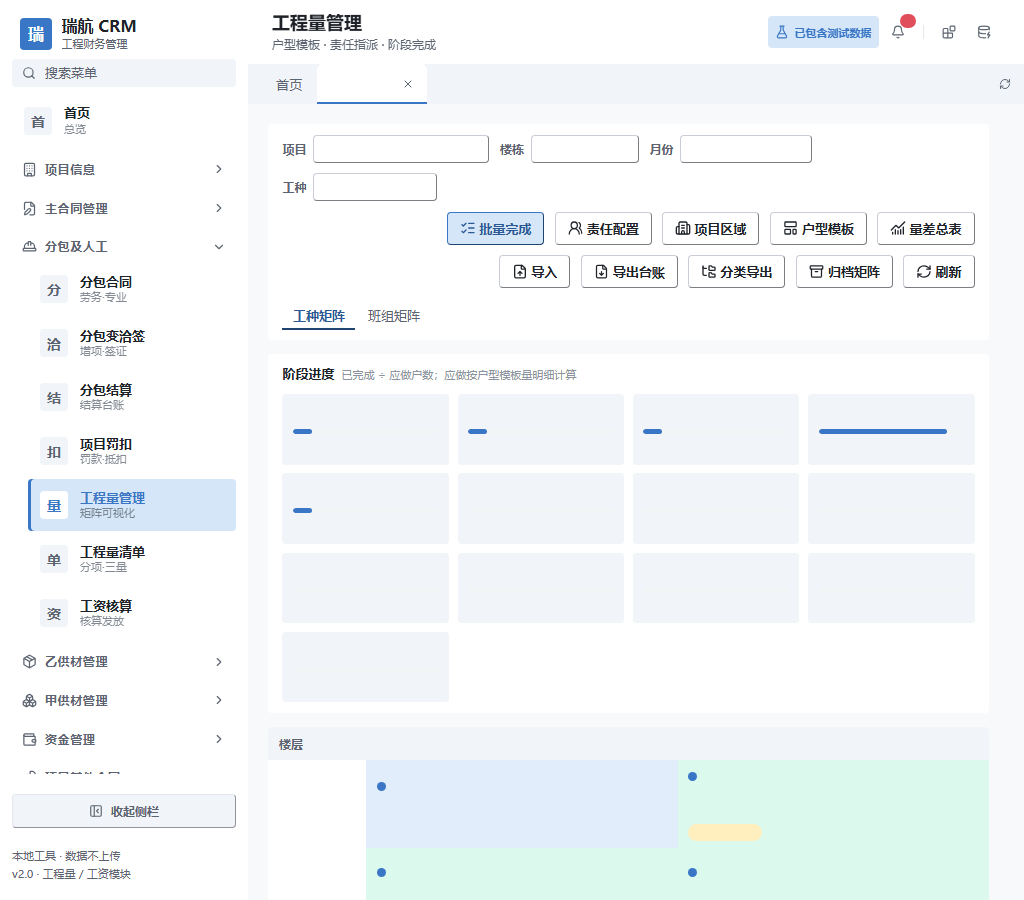 瑞
瑞航 CRM
工程财务管理
搜索菜单
首
首页
总览
项目信息
主合同管理
分包及人工
分
分包合同
劳务·专业
洽
分包变洽签
增项·签证
结
分包结算
结算台账
扣
项目罚扣
罚款·抵扣
量
工程量管理
矩阵可视化
单
工程量清单
分项·三量
资
工资核算
核算发放
乙供材管理
甲供材管理
资金管理
收起侧栏
本地工具 · 数据不上传
v2.0 · 工程量 / 工资模块
工程量管理
户型模板 · 责任指派 · 阶段完成
已包含测试数据
首页
项目
楼栋
月份
工种
批量完成
责任配置
项目区域
户型模板
量差总表
导入
导出台账
分类导出
归档矩阵
刷新
工种矩阵
班组矩阵
阶段进度 已完成 ÷ 应做户数；应做按户型模板量明细计算
楼层